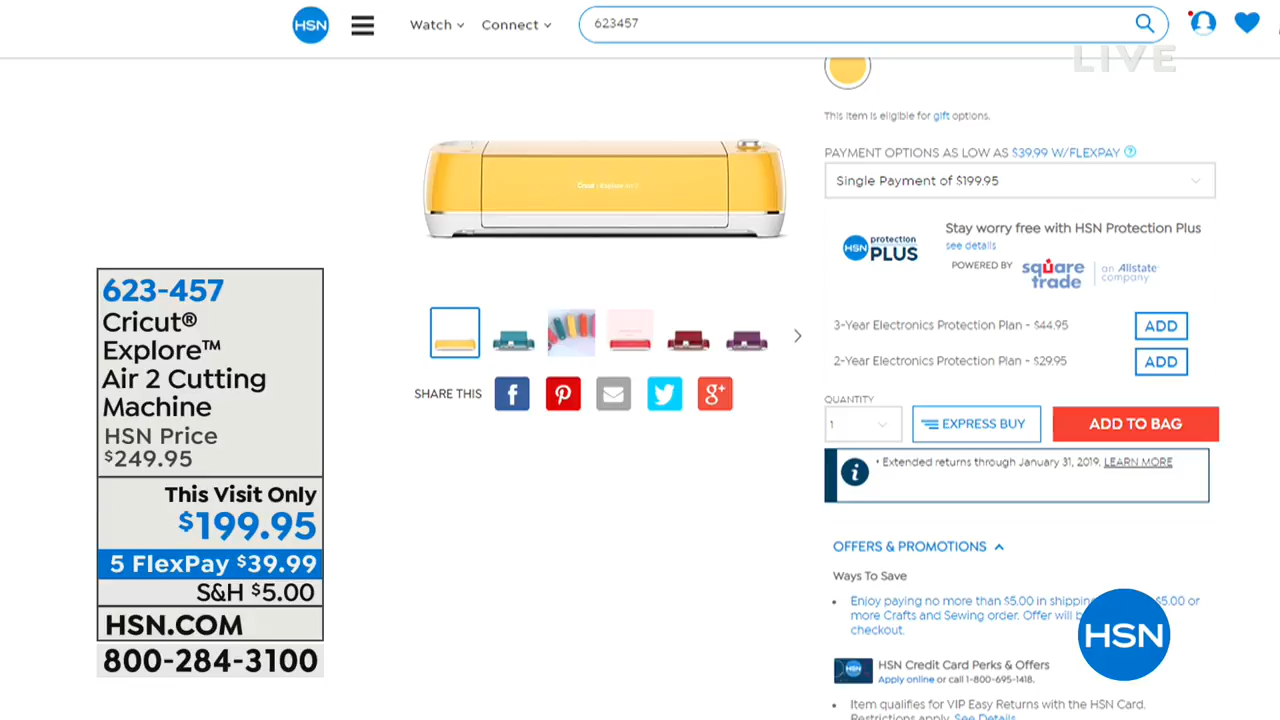 HSN
Watch
Connect
623457
LIVE
This item is eligible for gift options.
PAYMENT OPTIONS AS LOW AS $39.99 W/FLEXPAY ?
Single Payment of $199.95
HSN protection PLUS
Stay worry free with HSN Protection Plus
see details
POWERED BY square trade an Allstate company
3-Year Electronics Protection Plan - $44.95 ADD
2-Year Electronics Protection Plan - $29.95 ADD
QUANTITY
1
EXPRESS BUY
ADD TO BAG
• Extended returns through January 31, 2019. LEARN MORE
OFFERS & PROMOTIONS
Ways To Save
• Enjoy paying no more than $5.00 in shipping $5.00 or
more Crafts and Sewing order. Offer will b
checkout.
HSN
HSN Credit Card Perks & Offers
Apply online or call 1-800-695-1418.
• Item qualifies for VIP Easy Returns with the HSN Card.
Restrictions apply. See Details
Cricut Explore
SHARE THIS
623-457
Cricut®
Explore™
Air 2 Cutting
Machine
HSN Price
$249.95
This Visit Only
$199.95
5 FlexPay $39.99
S&H $5.00
HSN.COM
800-284-3100
HSN